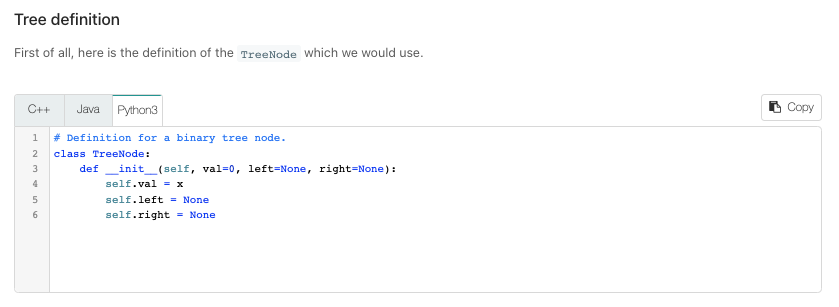 Tree definition
First of all, here is the definition of the TreeNode which we would use.
C++ Java Python3 Copy
1 # Definition for a binary tree node.
2 class TreeNode:
3     def __init__(self, val=0, left=None, right=None):
4         self.val = x
5         self.left = None
6         self.right = None